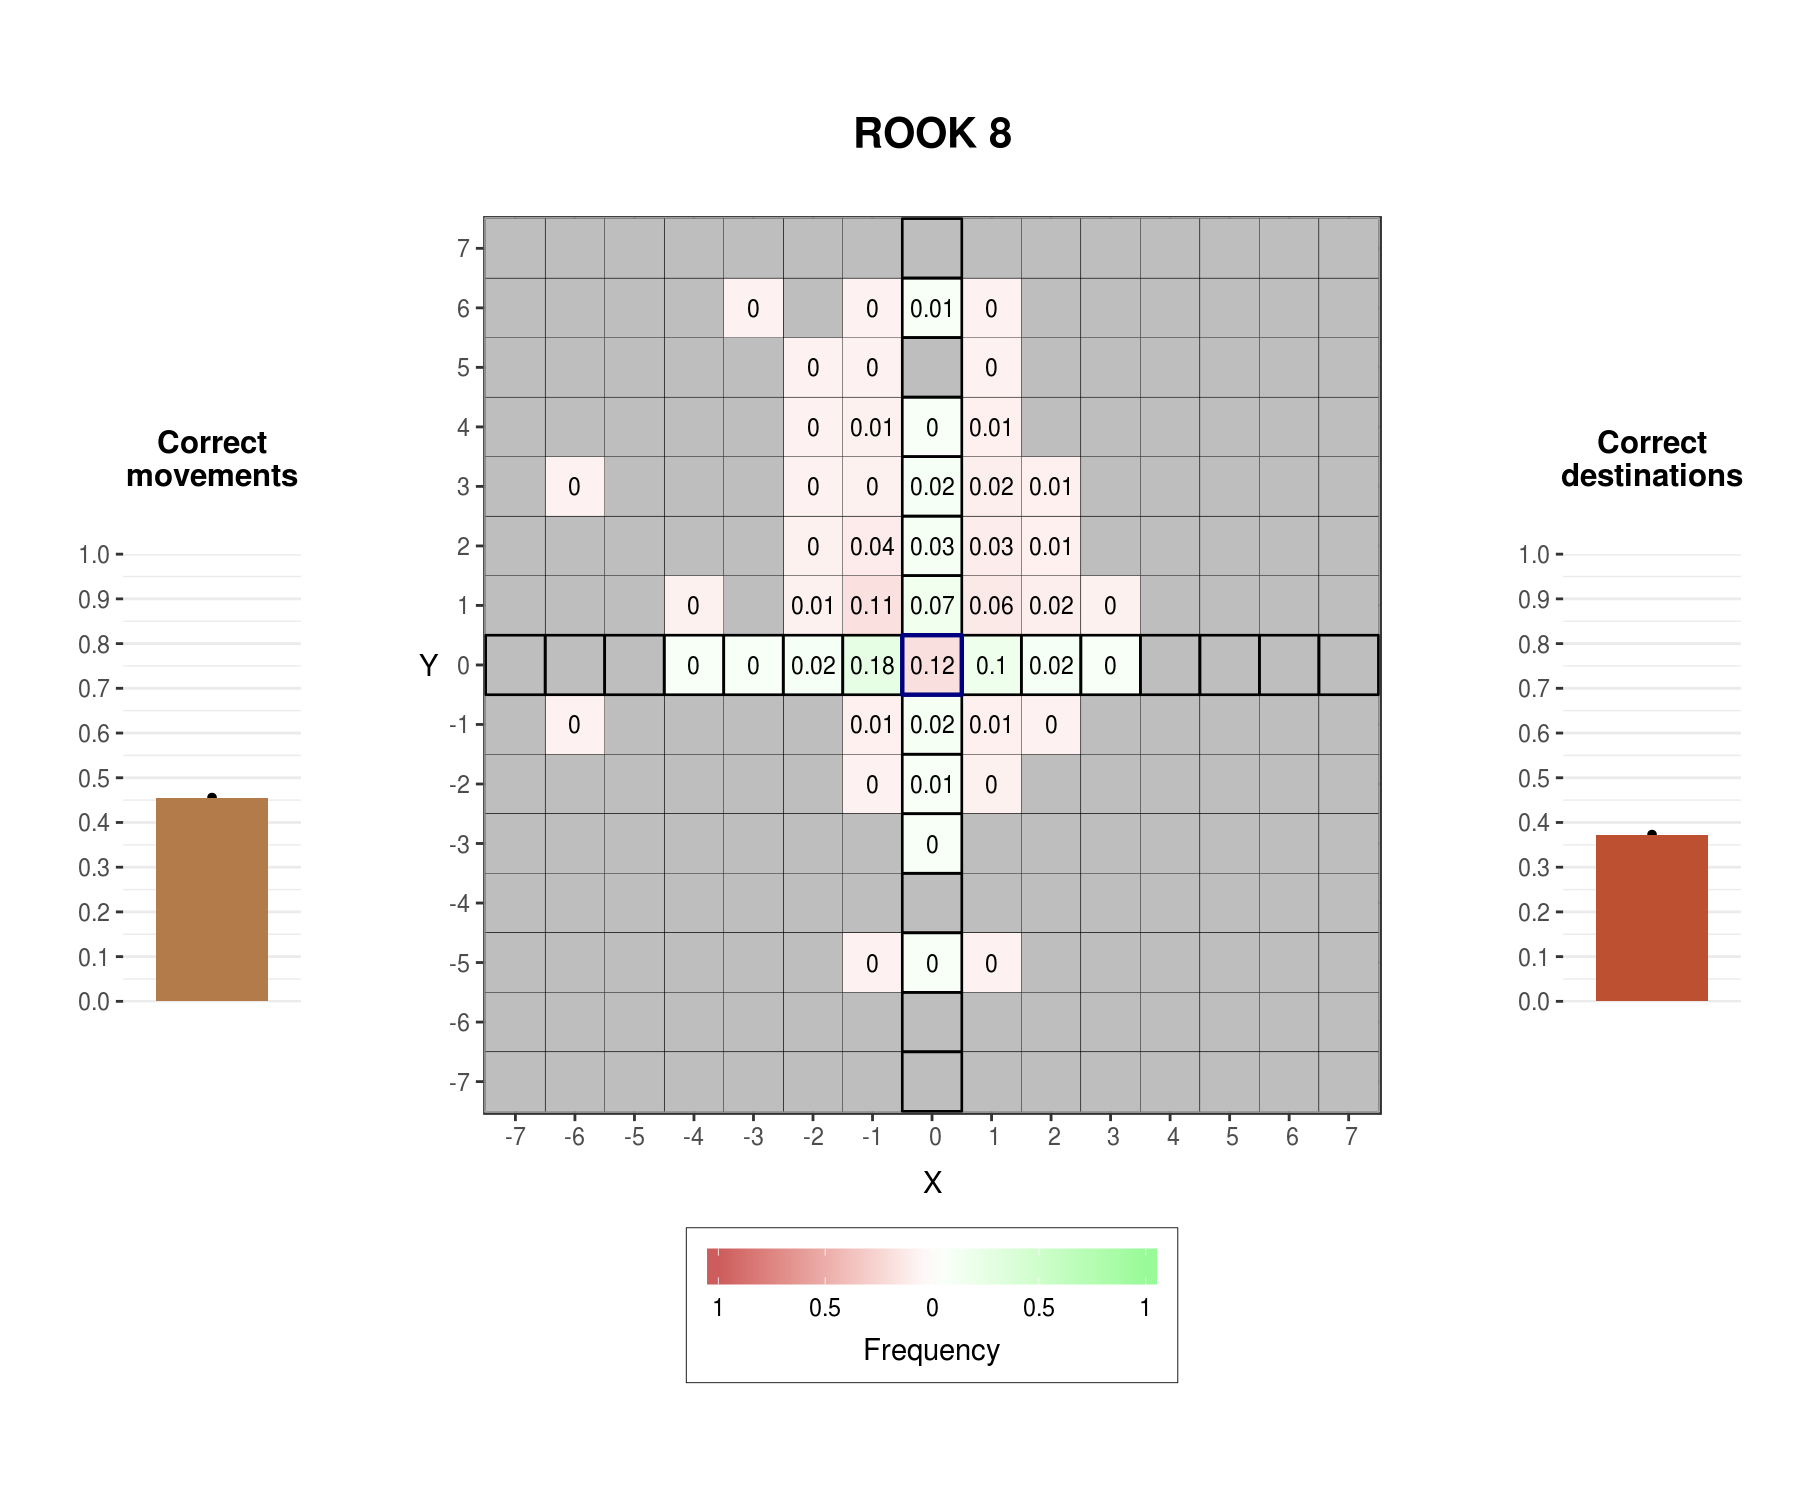 ROOK 8
Correct
movements
1.0
0.9
0.8
0.7
0.6
0.5
0.4
0.3
0.2
0.1
0.0
Y
7
6 0 0 0.01 0
5 0 0 0
4 0 0.01 0 0.01
3 0 0 0 0.02 0.02 0.01
2 0 0.04 0.03 0.03 0.01
1 0 0.01 0.11 0.07 0.06 0.02 0
0 0 0 0.02 0.18 0.12 0.1 0.02 0
-1 0 0.01 0.02 0.01 0
-2 0 0.01 0
-3 0
-4
-5 0 0 0
-6
-7
-7 -6 -5 -4 -3 -2 -1 0 1 2 3 4 5 6 7
X
1 0.5 0 0.5 1
Frequency
Correct
destinations
1.0
0.9
0.8
0.7
0.6
0.5
0.4
0.3
0.2
0.1
0.0